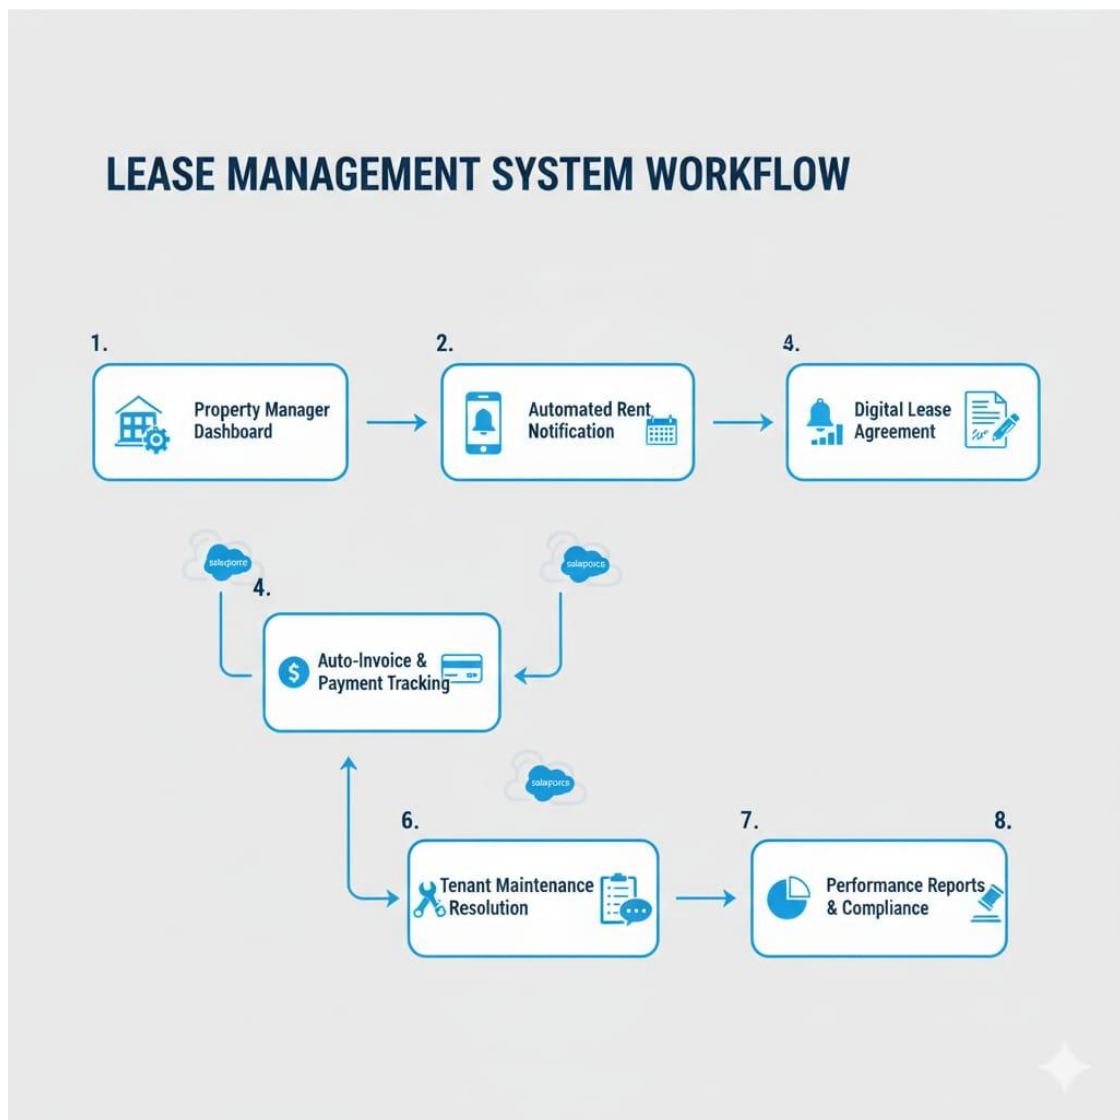 LEASE MANAGEMENT SYSTEM WORKFLOW
1.
2.
4.
Property Manager
Dashboard
Automated Rent
Notification
Digital Lease
Agreement
4.
Auto-Invoice &
Payment Tracking
$
6.
7.
8.
Tenant Maintenance
Resolution
Performance Reports
& Compliance